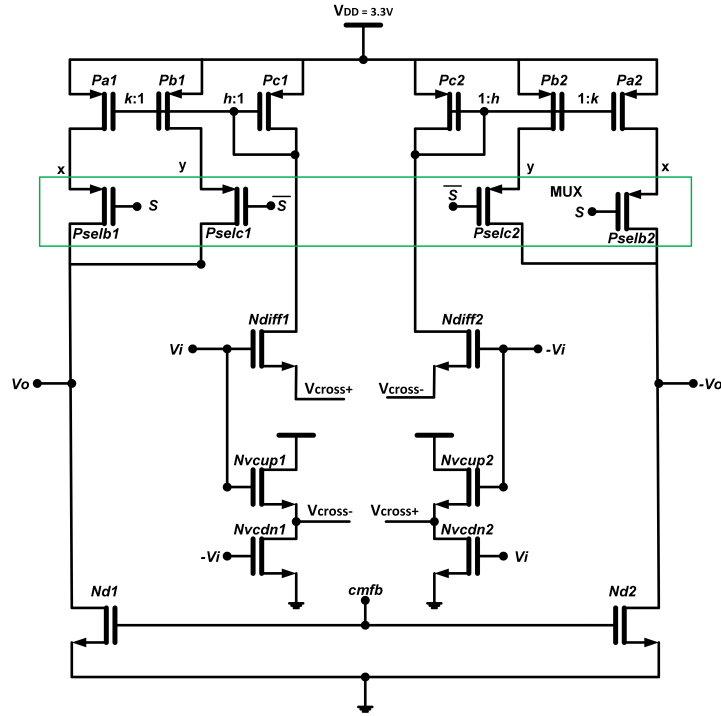 VDD = 3.3V
Pa1 Pb1 Pc1 Pc2 Pb2 Pa2
k:1 h:1 1:h 1:k
x y y x
MUX
S S̅ S̅ S
Pselb1 Pselc1 Pselc2 Pselb2
Ndiff1 Ndiff2
Vi -Vi
Vo Vcross+ Vcross- -Vo
Nvcup1 Nvcup2
Vcross- Vcross+
Nvcdn1 Nvcdn2
-Vi Vi
cmfb
Nd1 Nd2